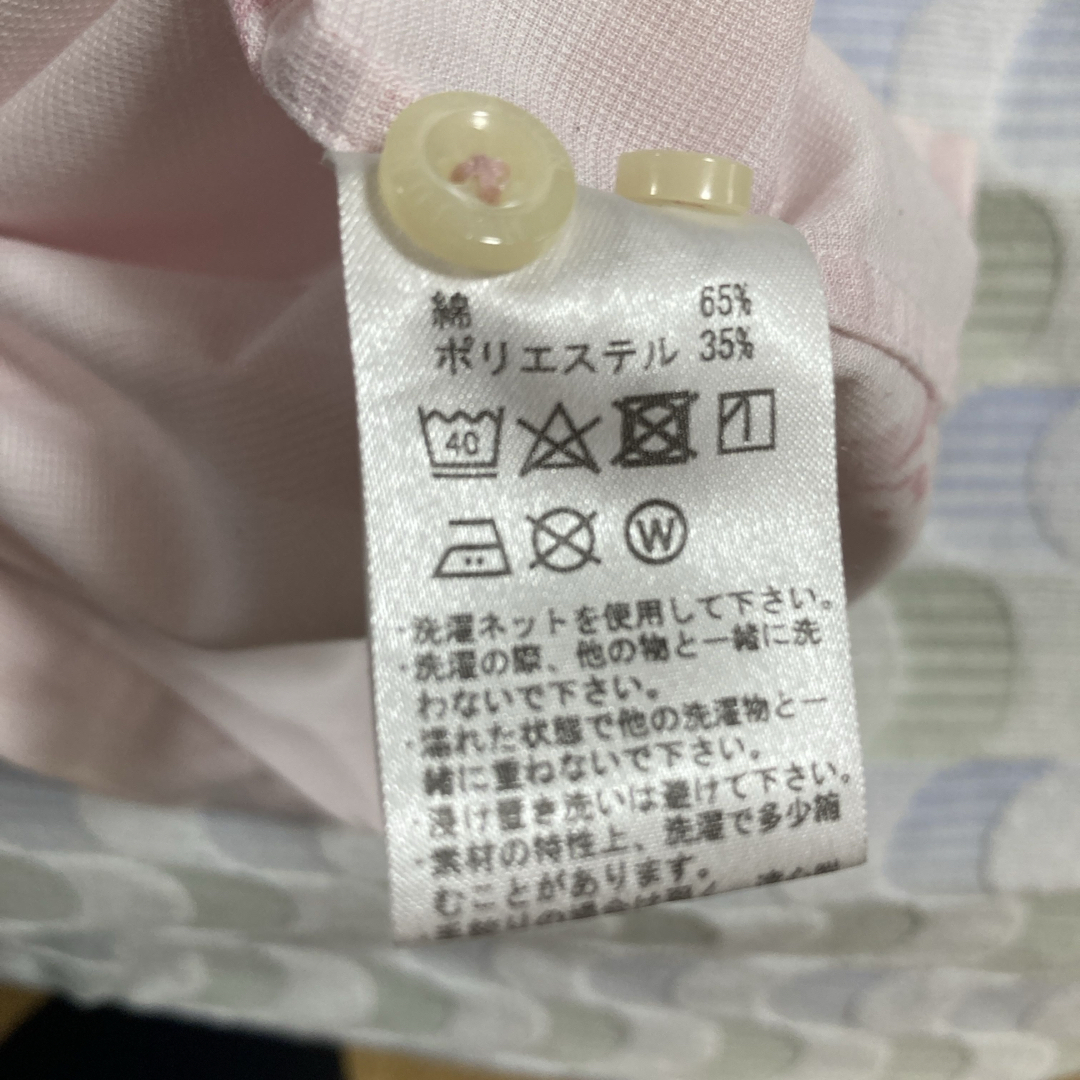 綿 65%
ポリエステル 35%
40
W
・洗濯ネットを使用して下さい。
・洗濯の際、他の物と一緒に洗
わないで下さい。
・濡れた状態で他の洗濯物と一
緒に重ねないで下さい。
・浸け置き洗いは避けて下さい。
・素材の特性上、洗濯で多少縮
むことがあります。
の場合は